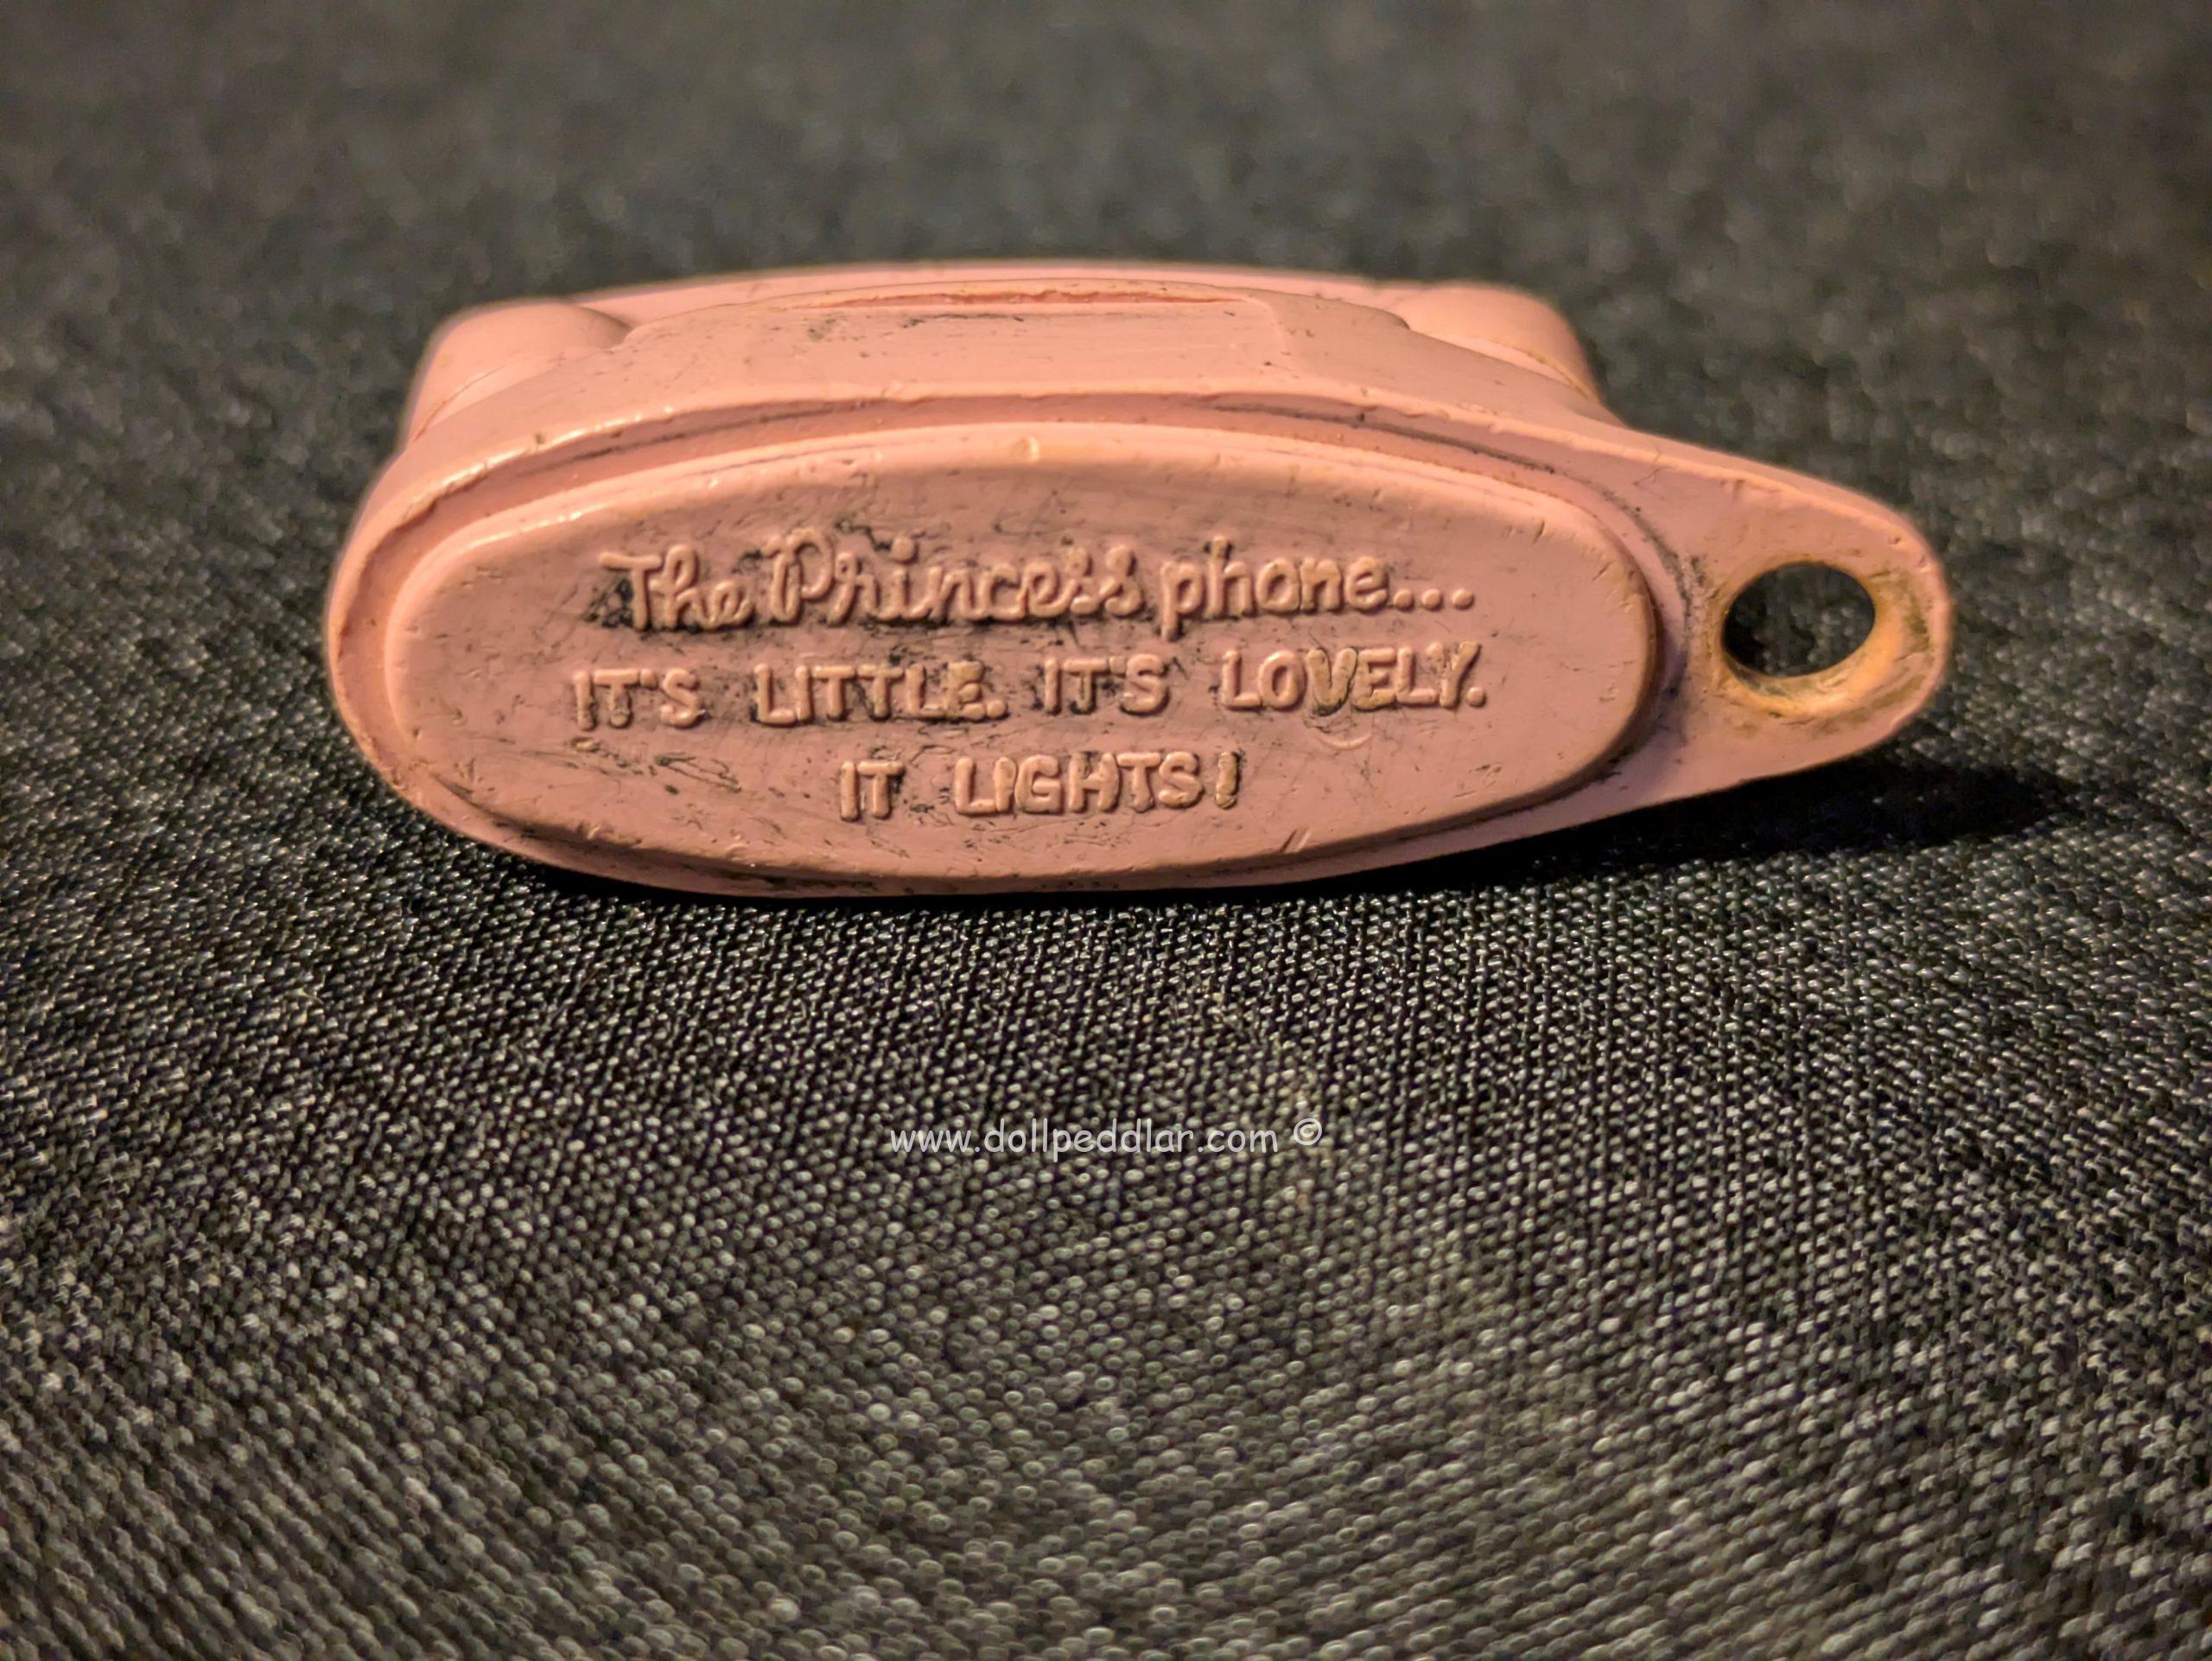 The Princess phone...
IT'S LITTLE. IT'S LOVELY.
IT LIGHTS!
www.dollpeddlar.com ©